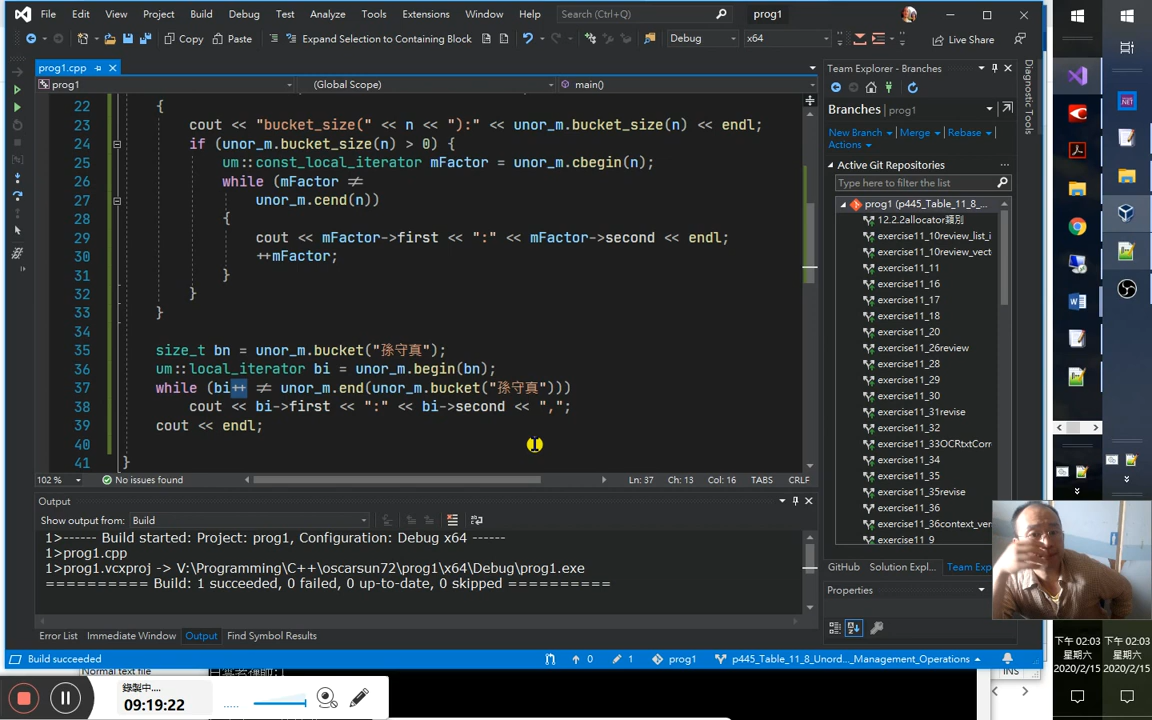 File Edit View Project Build Debug Test Analyze Tools Extensions Window Help Search (Ctrl+Q) prog1
Copy Paste Expand Selection to Containing Block Debug x64 Live Share
prog1.cpp
prog1 (Global Scope) main()
22 {
23 cout << "bucket_size(" << n << "):" << unor_m.bucket_size(n) << endl;
24 if (unor_m.bucket_size(n) > 0) {
25 um::const_local_iterator mFactor = unor_m.cbegin(n);
26 while (mFactor ≠
27 unor_m.cend(n))
28 {
29 cout << mFactor->first << ":" << mFactor->second << endl;
30 ++mFactor;
31 }
32 }
33 }
34
35 size_t bn = unor_m.bucket("孫守真");
36 um::local_iterator bi = unor_m.begin(bn);
37 while (bi++ ≠ unor_m.end(unor_m.bucket("孫守真")))
38 cout << bi->first << ":" << bi->second << ",";
39 cout << endl;
40
41 }
102 % No issues found Ln: 37 Ch: 13 Col: 16 TABS CRLF
Output
Show output from: Build
1>------ Build started: Project: prog1, Configuration: Debug x64 ------
1>prog1.cpp
1>prog1.vcxproj -> V:\Programming\C++\oscarsun72\prog1\x64\Debug\prog1.exe
========== Build: 1 succeeded, 0 failed, 0 up-to-date, 0 skipped ==========
Error List Immediate Window Output Find Symbol Results
Build succeeded 0 1 prog1 p445_Table_11_8_Unord..._Management_Operations
Team Explorer - Branches
Branches prog1
New Branch Merge Rebase
Actions
Active Git Repositories
Type here to filter the list
prog1 (p445_Table_11_8_...
12.2.2allocator類別
exercise11_10review_list_i
exercise11_10review_vect
exercise11_11
exercise11_16
exercise11_17
exercise11_18
exercise11_20
exercise11_26review
exercise11_28
exercise11_29
exercise11_30
exercise11_31revise
exercise11_32
exercise11_33OCRtxtCorr
exercise11_34
exercise11_35
exercise11_35revise
exercise11_36
exercise11_36context_ver
exercise11_9
GitHub Solution Expl... Team Exp
Properties
Diagnostic Tools
Normal text file
INS
錄製中....
09:19:22
下午 02:03
星期六
2020/2/15
下午 02:03
星期六
2020/2/15